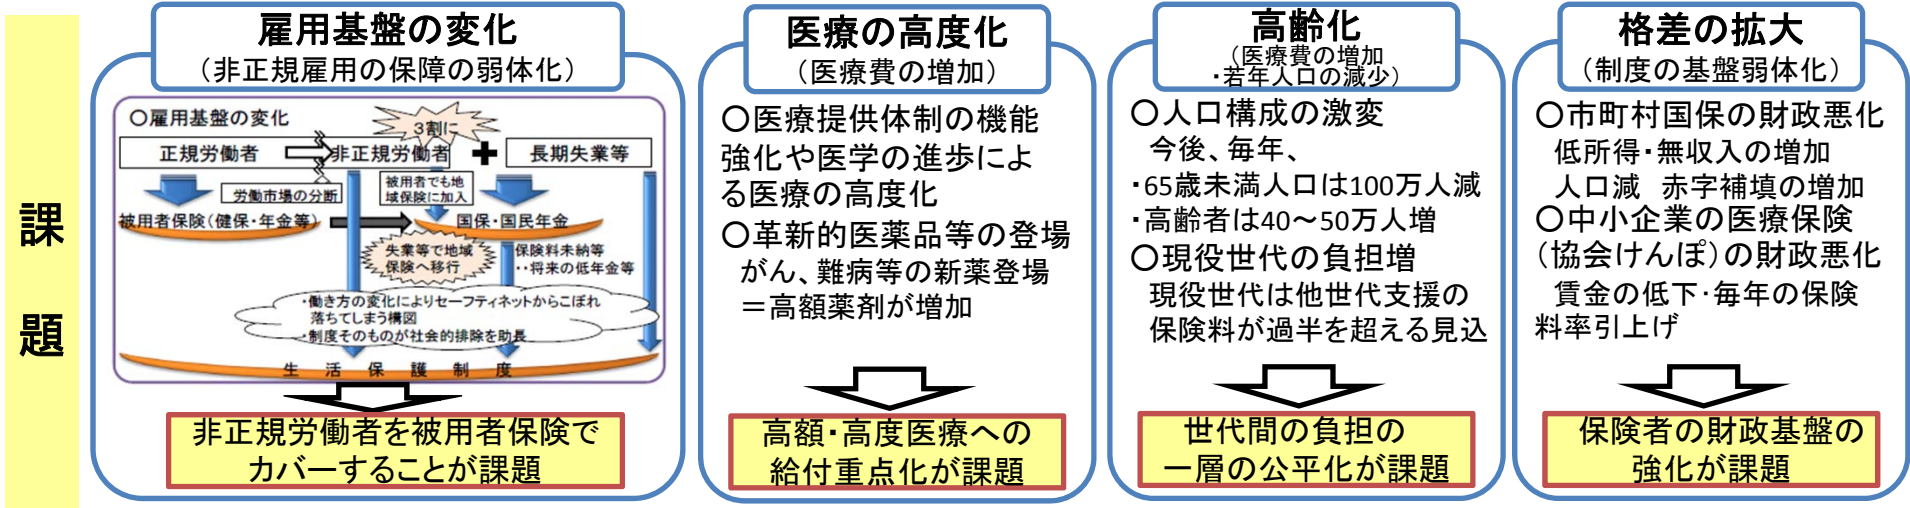 課
題
雇用基盤の変化
（非正規雇用の保障の弱体化）
○雇用基盤の変化
3割に
正規労働者
非正規労働者
長期失業等
労働市場の分断
被用者でも地
域保険に加入
被用者保険（健保・年金等）
国保・国民年金
失業等で地域
保険へ移行
保険料未納等
・・将来の低年金等
・働き方の変化によりセーフティネットからこぼれ
落ちてしまう構図
・制度そのものが社会的排除を助長
生活保護制度
非正規労働者を被用者保険で
カバーすることが課題
医療の高度化
（医療費の増加）
○医療提供体制の機能
強化や医学の進歩によ
る医療の高度化
○革新的医薬品等の登場
がん、難病等の新薬登場
＝高額薬剤が増加
高額・高度医療への
給付重点化が課題
高齢化
（医療費の増加
・若年人口の減少）
○人口構成の激変
今後、毎年、
・65歳未満人口は100万人減
・高齢者は40～50万人増
○現役世代の負担増
現役世代は他世代支援の
保険料が過半を超える見込
世代間の負担の
一層の公平化が課題
格差の拡大
（制度の基盤弱体化）
○市町村国保の財政悪化
低所得・無収入の増加
人口減　赤字補填の増加
○中小企業の医療保険
（協会けんぽ）の財政悪化
賃金の低下・毎年の保険
料率引上げ
保険者の財政基盤の
強化が課題